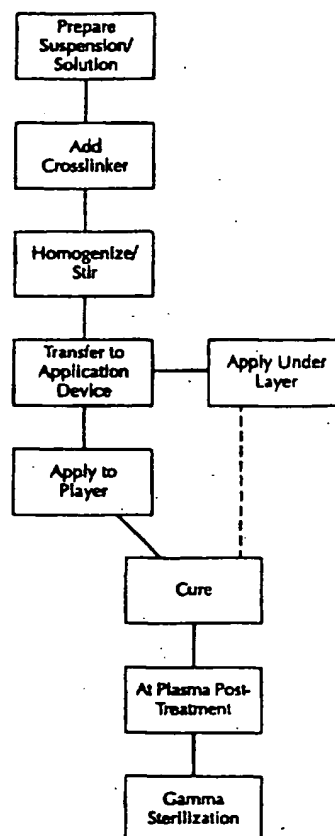 Prepare
Suspension/
Solution
Add
Crosslinker
Homogenize/
Stir
Transfer to
Application
Device
Apply Under
Layer
Apply to
Player
Cure
At Plasma Post-
Treatment
Gamma
Sterilization